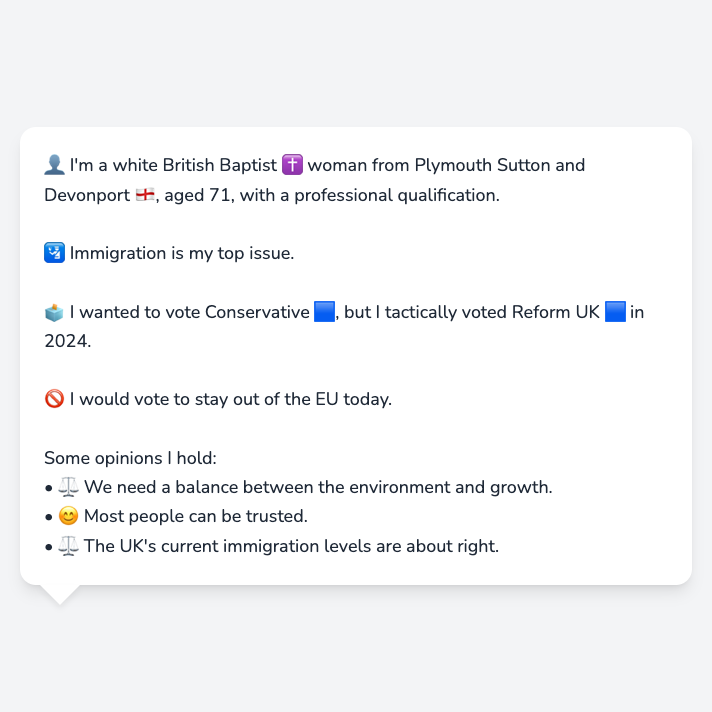 👤 I'm a white British Baptist ✝️ woman from Plymouth Sutton and
Devonport 🏴󠁧󠁢󠁥󠁮󠁧󠁿, aged 71, with a professional qualification.
🛂 Immigration is my top issue.
🗳️ I wanted to vote Conservative 🟦, but I tactically voted Reform UK 🟦 in
2024.
🚫 I would vote to stay out of the EU today.
Some opinions I hold:
• ⚖️ We need a balance between the environment and growth.
• 😊 Most people can be trusted.
• ⚖️ The UK's current immigration levels are about right.